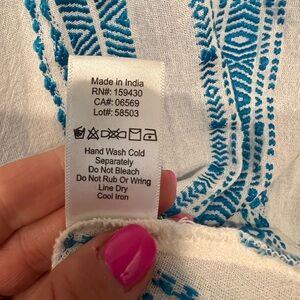 Made in India
RN#: 159430
CA#: 06569
Lot#: 58503
Hand Wash Cold
Separately
Do Not Bleach
Do Not Rub Or Wring
Line Dry
Cool Iron